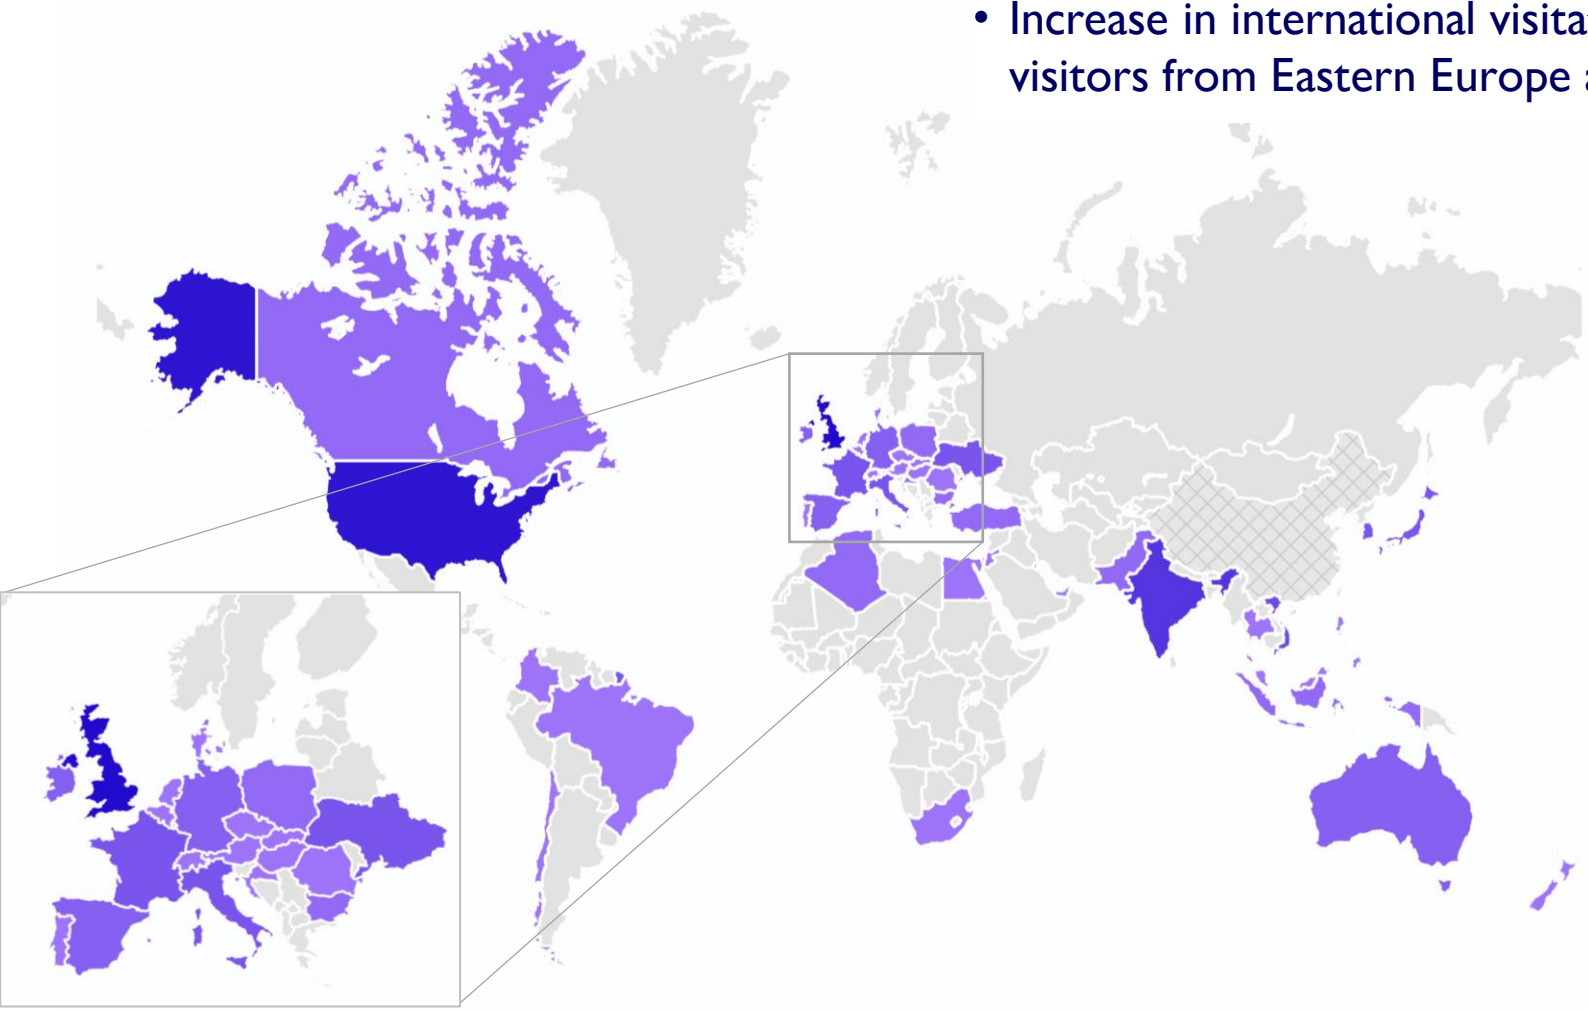 • Increase in international
visitors from Eastern Europe